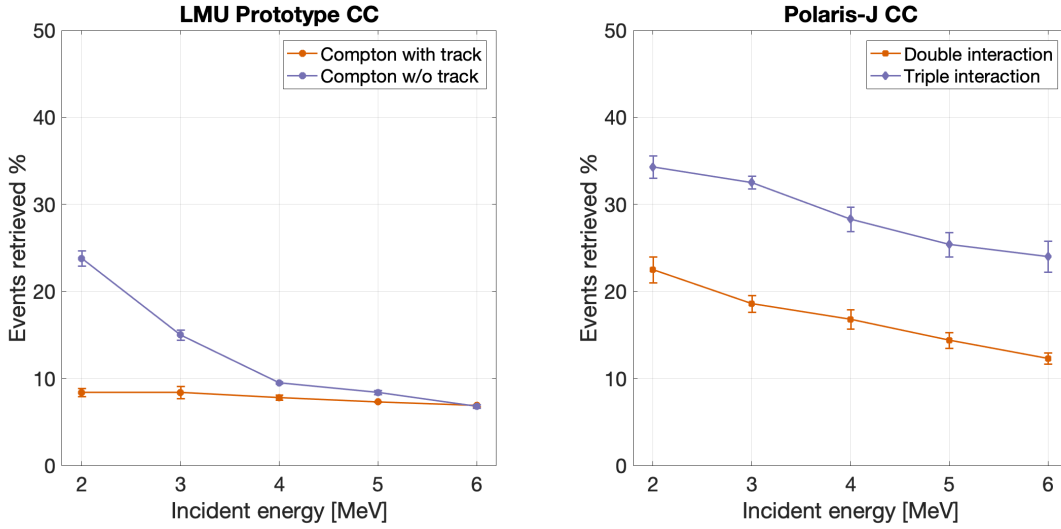 LMU Prototype CC
50
40
30
20
10
0
Events retrieved %
Compton with track
Compton w/o track
2 3 4 5 6
Incident energy [MeV]
Polaris-J CC
50
40
30
20
10
0
Events retrieved %
Double interaction
Triple interaction
2 3 4 5 6
Incident energy [MeV]